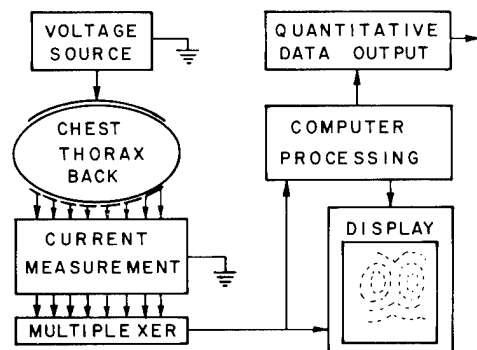 VOLTAGE
SOURCE
CHEST
THORAX
BACK
CURRENT
MEASUREMENT
MULTIPLEXER
QUANTITATIVE
DATA OUTPUT
COMPUTER
PROCESSING
DISPLAY